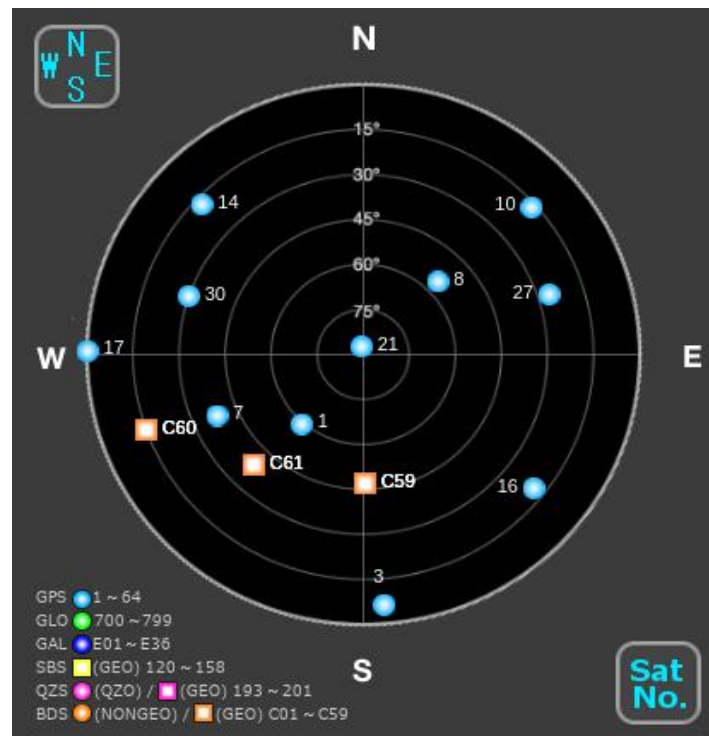 N
W N E
S
15°
30°
45°
60°
75°
14
10
8
30
27
21
17
W
E
7
1
C60
C61
C59
16
3
GPS 1 ~ 64
GLO 700 ~ 799
GAL E01 ~ E36
SBS (GEO) 120 ~ 158
QZS (QZO) / (GEO) 193 ~ 201
BDS (NONGEO) / (GEO) C01 ~ C59
S
Sat
No.